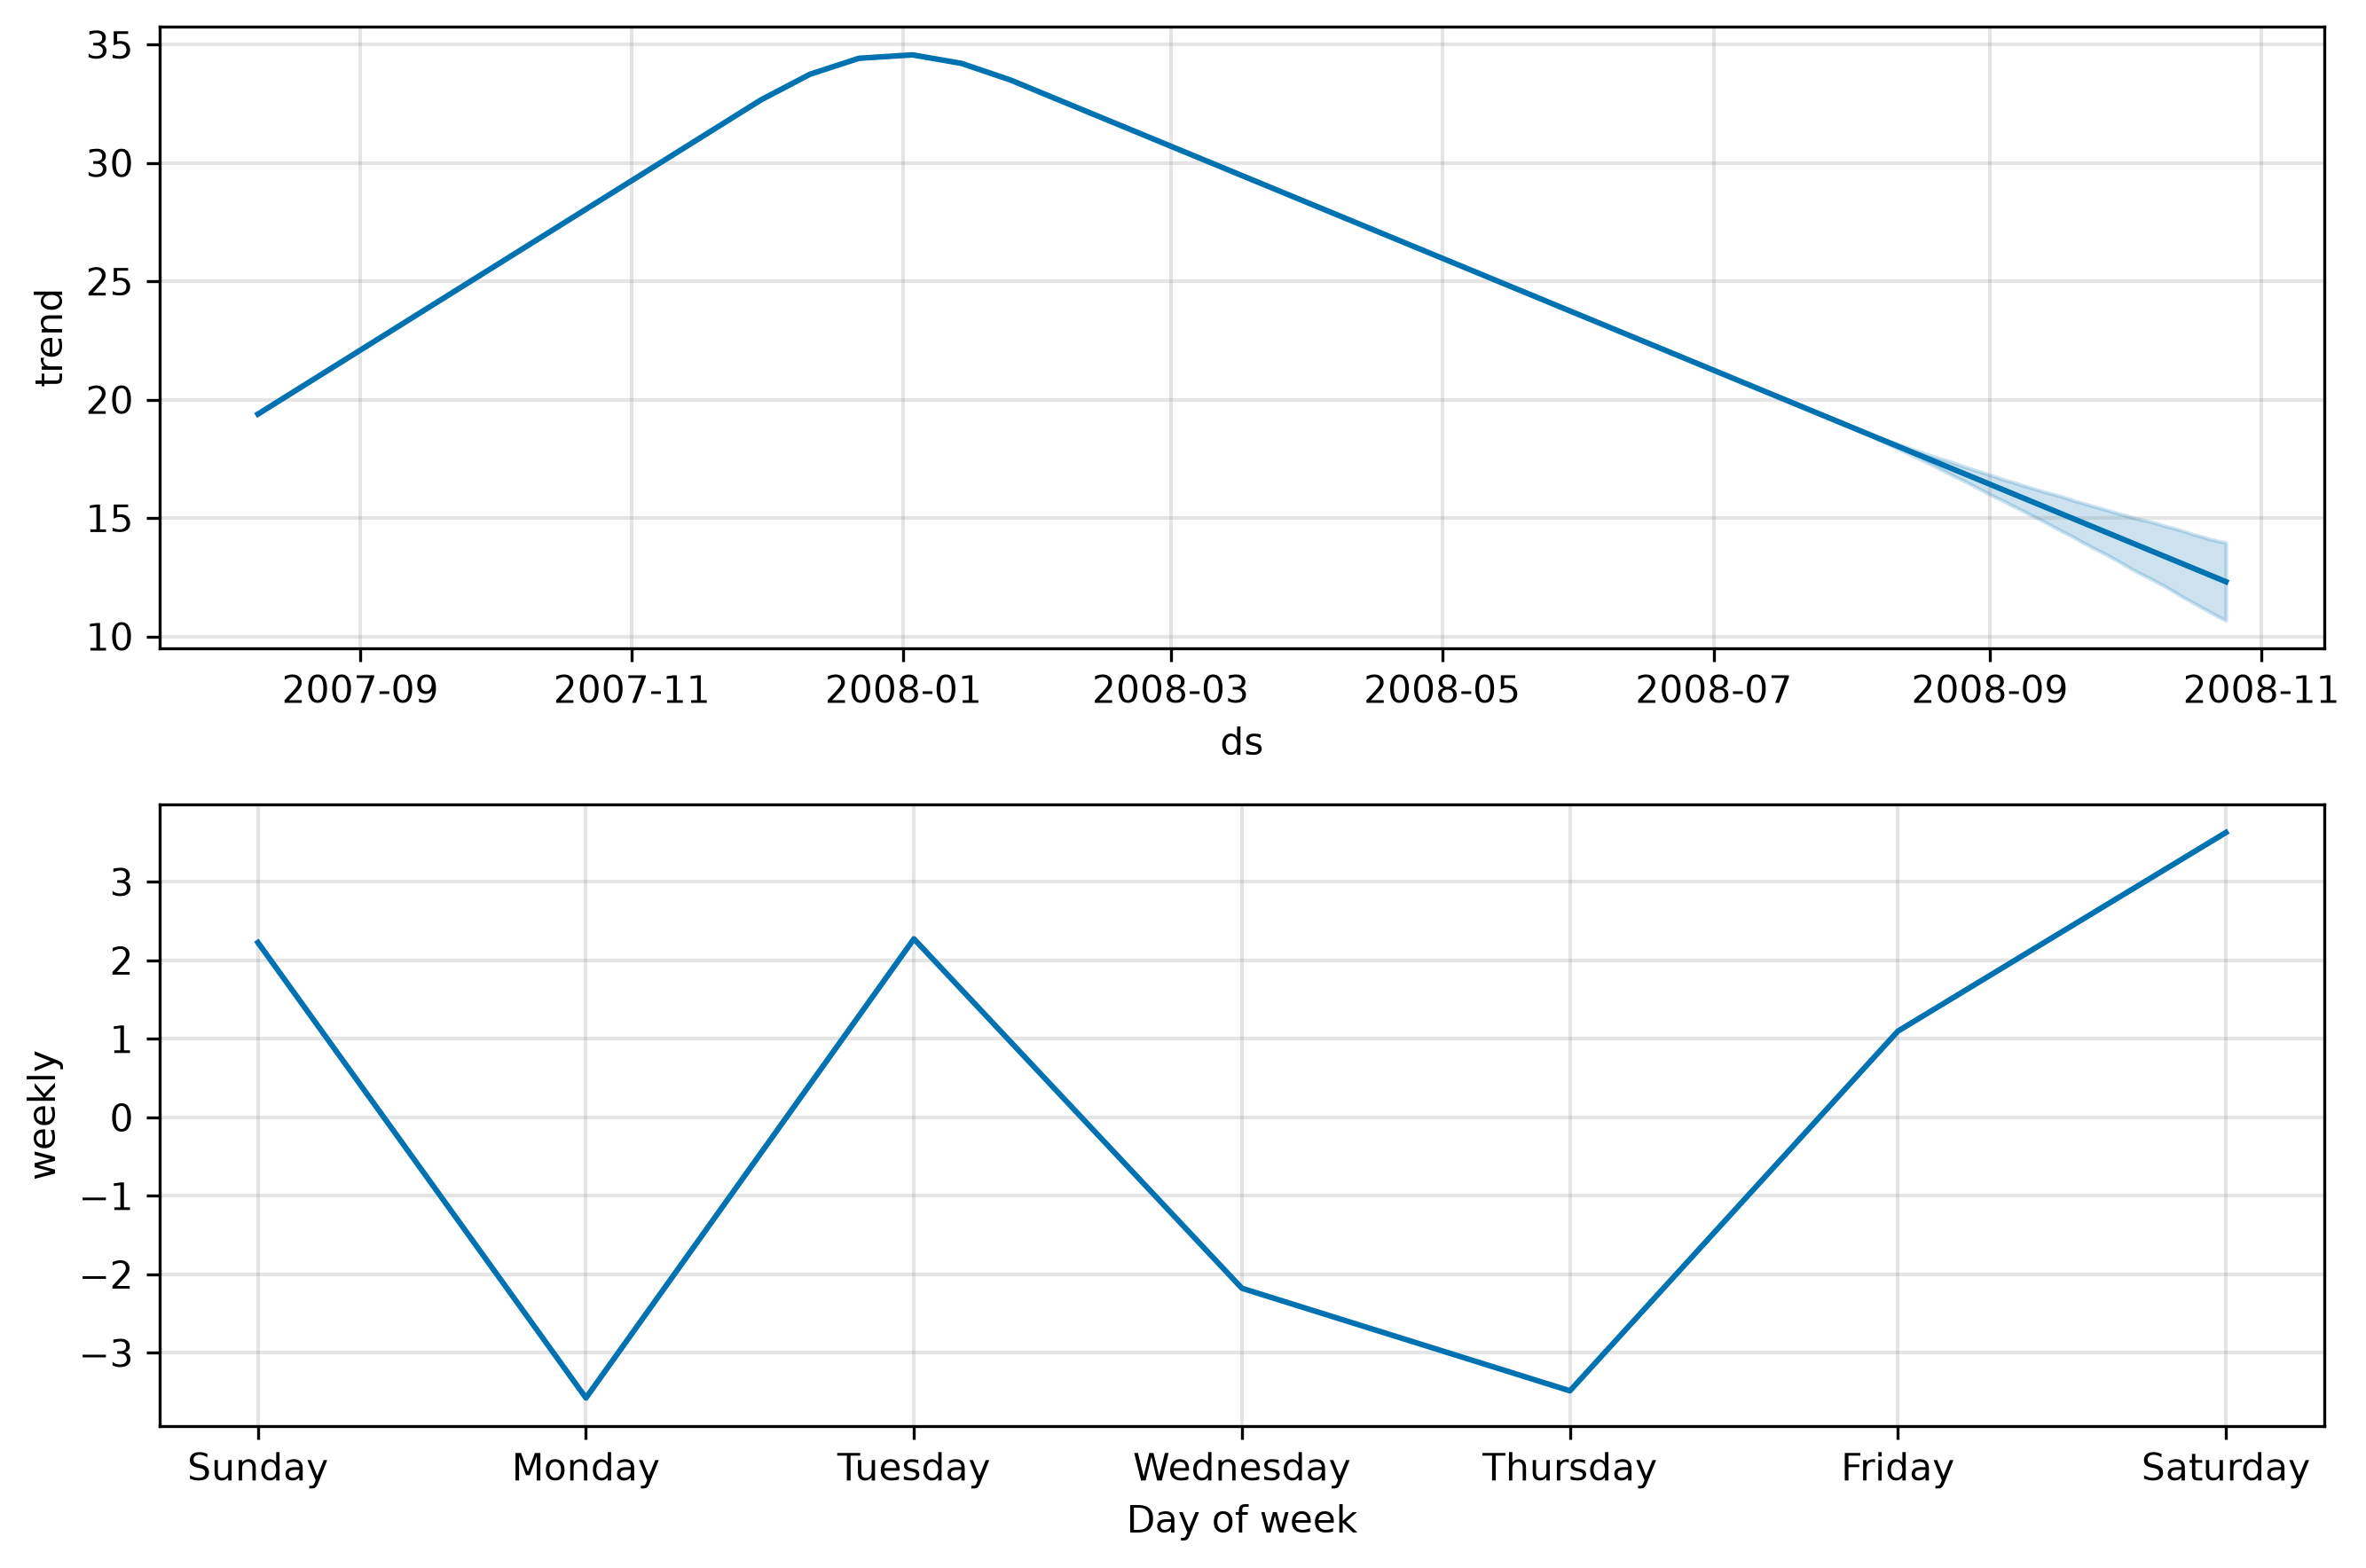 35
30
25
20
15
10
trend
2007-09 2007-11 2008-01 2008-03 2008-05 2008-07 2008-09 2008-11
ds
3
2
1
0
−1
−2
−3
weekly
Sunday Monday Tuesday Wednesday Thursday Friday Saturday
Day of week